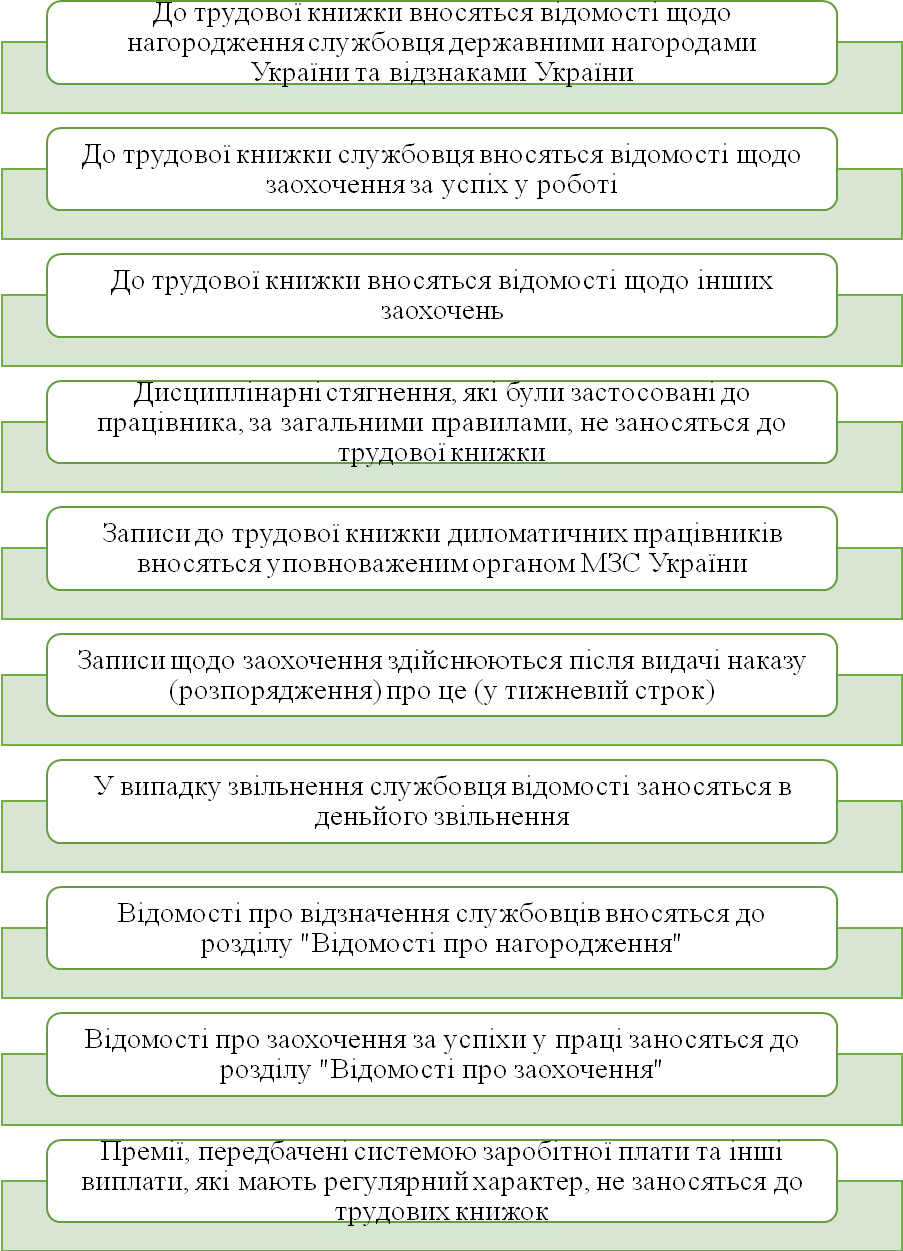 До трудової книжки вносяться відомості щодо
нагородження службовця державними нагородами
України та відзнаками України
До трудової книжки службовця вносяться відомості щодо
заохочення за успіх у роботі
До трудової книжки вносяться відомості щодо інших
заохочень
Дисциплінарні стягнення, які були застосовані до
працівника, за загальними правилами, не заносяться до
трудової книжки
Записи до трудової книжки диломатичних працівників
вносяться уповноваженим органом МЗС України
Записи щодо заохочення здійснюються після видачі наказу
(розпорядження) про це (у тижневий строк)
У випадку звільнення службовця відомості заносяться в
деньйого звільнення
Відомості про відзначення службовців вносяться до
розділу "Відомості про нагородження"
Відомості про заохочення за успіхи у праці заносяться до
розділу "Відомості про заохочення"
Премії, передбачені системою заробітної плати та інші
виплати, які мають регулярний характер, не заносяться до
трудових книжок